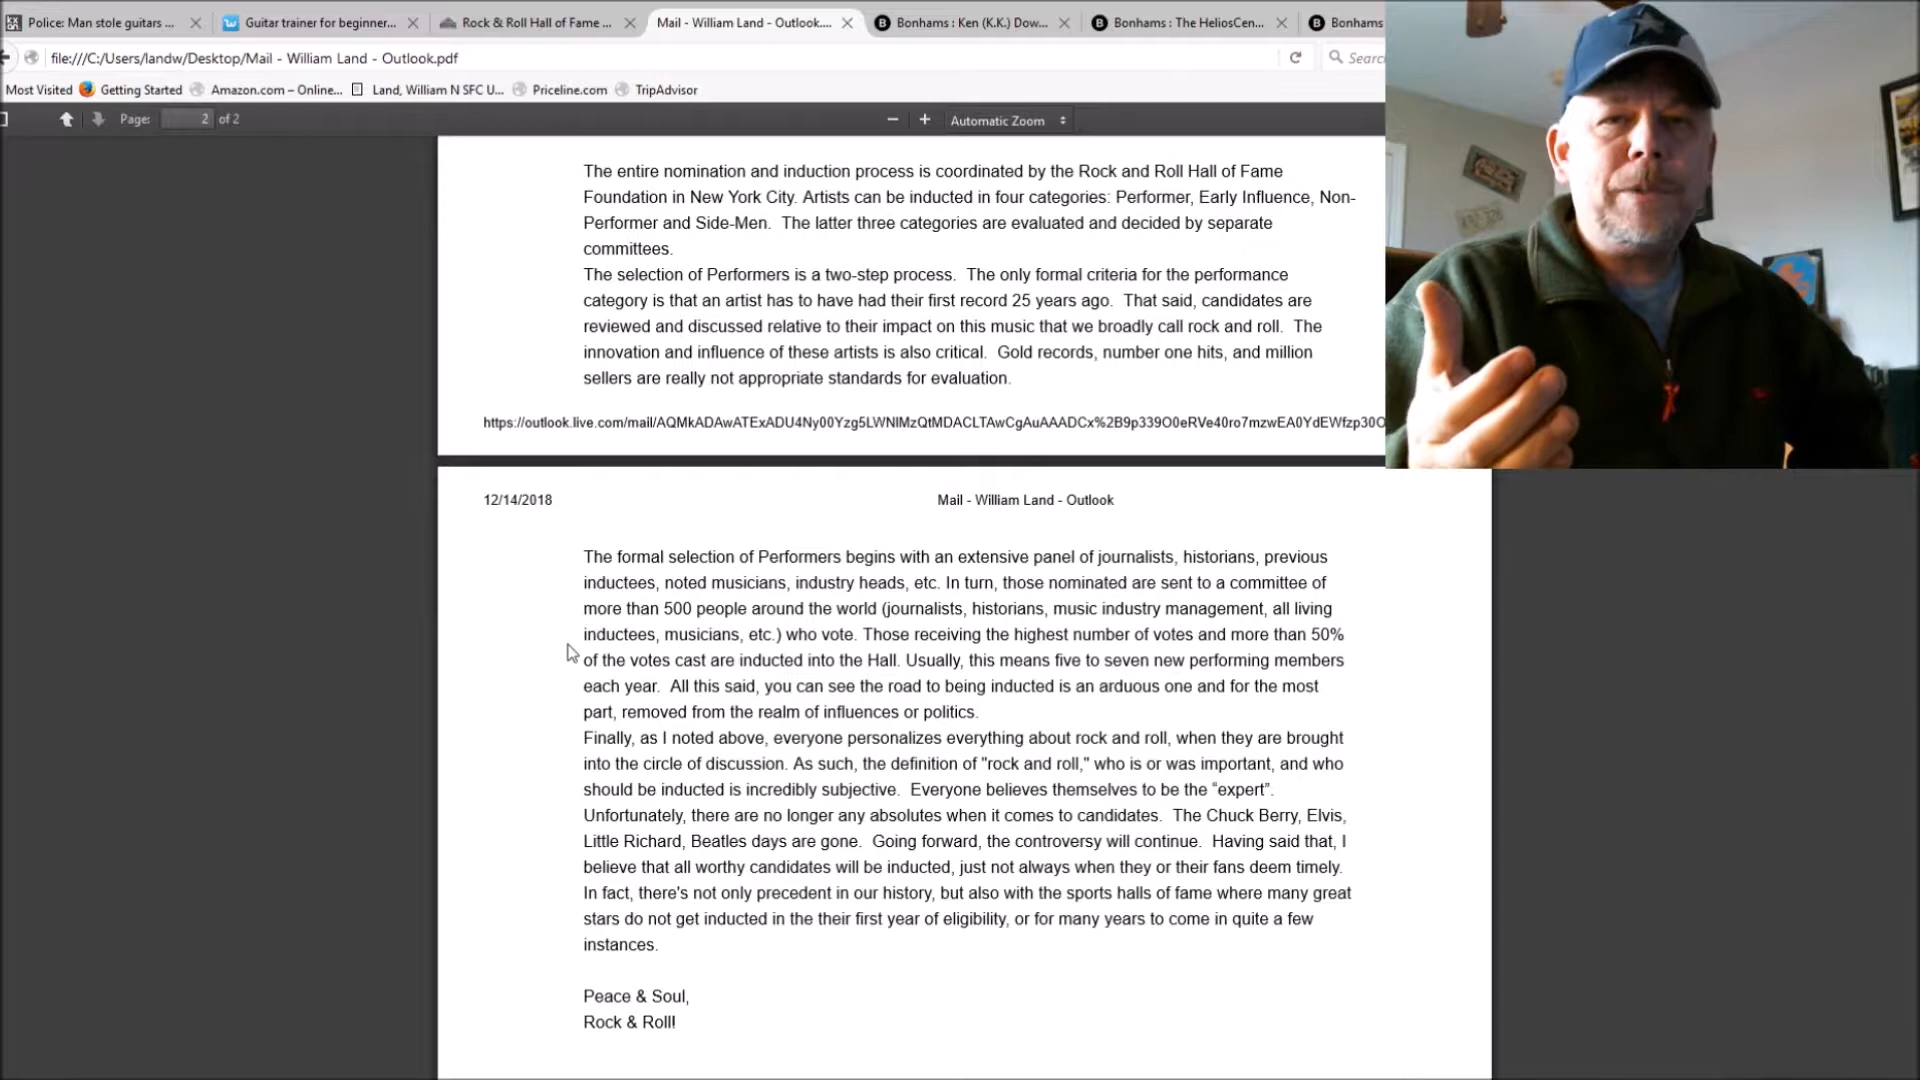 Police: Man stole guitars ...
Guitar trainer for beginner...
Rock & Roll Hall of Fame ...
Mail - William Land - Outlook....
Bonhams : Ken (K.K.) Dow...
Bonhams : The HeliosCen...
Bonhams
file:///C:/Users/landw/Desktop/Mail - William Land - Outlook.pdf
Searc
Most Visited
Getting Started
Amazon.com – Online...
Land, William N SFC U...
Priceline.com
TripAdvisor
Page: 2 of 2
Automatic Zoom
The entire nomination and induction process is coordinated by the Rock and Roll Hall of Fame
Foundation in New York City. Artists can be inducted in four categories: Performer, Early Influence, Non-
Performer and Side-Men.  The latter three categories are evaluated and decided by separate
committees.
The selection of Performers is a two-step process.  The only formal criteria for the performance
category is that an artist has to have had their first record 25 years ago.  That said, candidates are
reviewed and discussed relative to their impact on this music that we broadly call rock and roll.  The
innovation and influence of these artists is also critical.  Gold records, number one hits, and million
sellers are really not appropriate standards for evaluation.
https://outlook.live.com/mail/AQMkADAwATExADU4Ny00Yzg5LWNlMzQtMDACLTAwCgAuAAADCx%2B9p339O0eRVe40ro7mzwEA0YdEWfzp30O
12/14/2018
Mail - William Land - Outlook
The formal selection of Performers begins with an extensive panel of journalists, historians, previous
inductees, noted musicians, industry heads, etc. In turn, those nominated are sent to a committee of
more than 500 people around the world (journalists, historians, music industry management, all living
inductees, musicians, etc.) who vote. Those receiving the highest number of votes and more than 50%
of the votes cast are inducted into the Hall. Usually, this means five to seven new performing members
each year.  All this said, you can see the road to being inducted is an arduous one and for the most
part, removed from the realm of influences or politics.
Finally, as I noted above, everyone personalizes everything about rock and roll, when they are brought
into the circle of discussion. As such, the definition of "rock and roll," who is or was important, and who
should be inducted is incredibly subjective.  Everyone believes themselves to be the “expert”.
Unfortunately, there are no longer any absolutes when it comes to candidates.  The Chuck Berry, Elvis,
Little Richard, Beatles days are gone.  Going forward, the controversy will continue.  Having said that, I
believe that all worthy candidates will be inducted, just not always when they or their fans deem timely.
In fact, there's not only precedent in our history, but also with the sports halls of fame where many great
stars do not get inducted in the their first year of eligibility, or for many years to come in quite a few
instances.
Peace & Soul,
Rock & Roll!